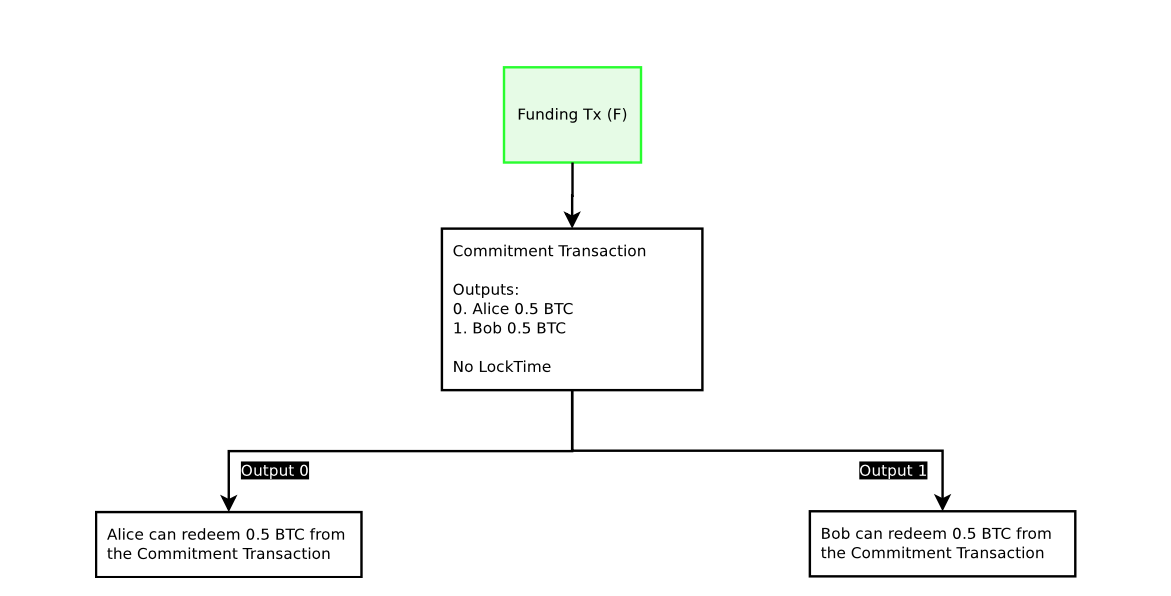 Funding Tx (F)
Commitment Transaction
Outputs:
0. Alice 0.5 BTC
1. Bob 0.5 BTC
No LockTime
Output 0
Output 1
Alice can redeem 0.5 BTC from
the Commitment Transaction
Bob can redeem 0.5 BTC from
the Commitment Transaction